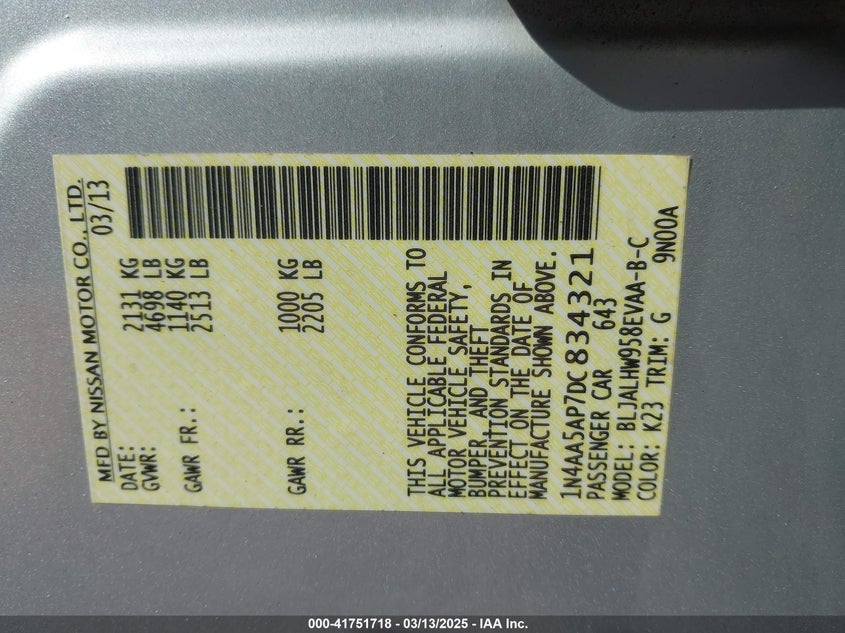 MFD BY NISSAN MOTOR CO., LTD.
DATE: 03/13
GVWR: 2131 KG
4698 LB
GAWR FR.: 1140 KG
2513 LB
GAWR RR.: 1000 KG
2205 LB
THIS VEHICLE CONFORMS TO
ALL APPLICABLE FEDERAL
MOTOR VEHICLE SAFETY,
BUMPER, AND THEFT
PREVENTION STANDARDS IN
EFFECT ON THE DATE OF
MANUFACTURE SHOWN ABOVE.
1N4AA5AP7DC834321
PASSENGER CAR 643
MODEL: BLJALHW958EVAA-B-C
COLOR: K23 TRIM: G 9N00A
000-41751718 - 03/13/2025 - IAA Inc.